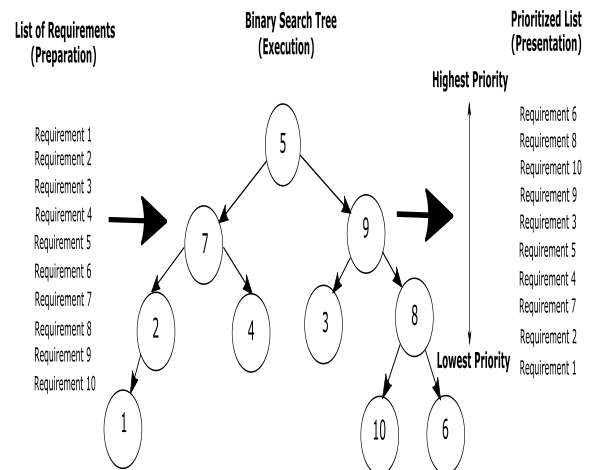 List of Requirements
(Preparation)
Binary Search Tree
(Execution)
Prioritized List
(Presentation)
Highest Priority
Requirement 1
Requirement 2
Requirement 3
Requirement 4
Requirement 5
Requirement 6
Requirement 7
Requirement 8
Requirement 9
Requirement 10
5
7
9
2
4
3
8
1
10
6
Lowest Priority
Requirement 6
Requirement 8
Requirement 10
Requirement 9
Requirement 3
Requirement 5
Requirement 4
Requirement 7
Requirement 2
Requirement 1